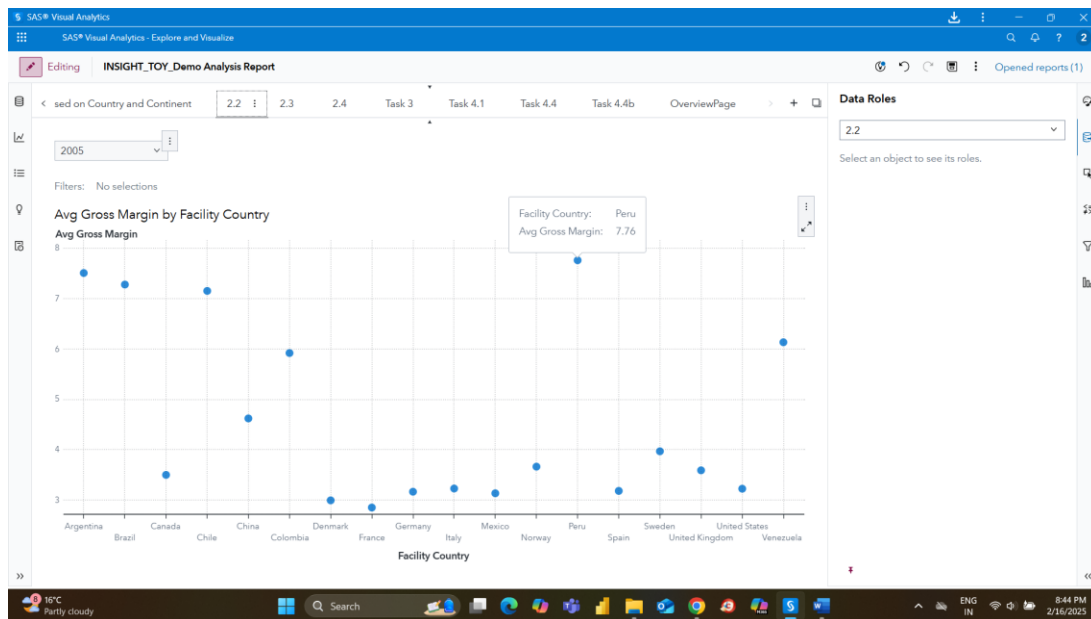 SAS® Visual Analytics
SAS® Visual Analytics - Explore and Visualize
? 2
Editing INSIGHT_TOY_Demo Analysis Report
Opened reports (1)
sed on Country and Continent 2.2 2.3 2.4 Task 3 Task 4.1 Task 4.4 Task 4.4b OverviewPage
Data Roles
2.2
Select an object to see its roles.
2005
Filters: No selections
Avg Gross Margin by Facility Country
Avg Gross Margin
Facility Country: Peru
Avg Gross Margin: 7.76
8
7
6
5
4
3
Argentina Canada China Denmark Germany Mexico Peru Sweden United States
Brazil Chile Colombia France Italy Norway Spain United Kingdom Venezuela
Facility Country
8
16°C
Partly cloudy
Search
ENG
IN
8:44 PM
2/16/2025